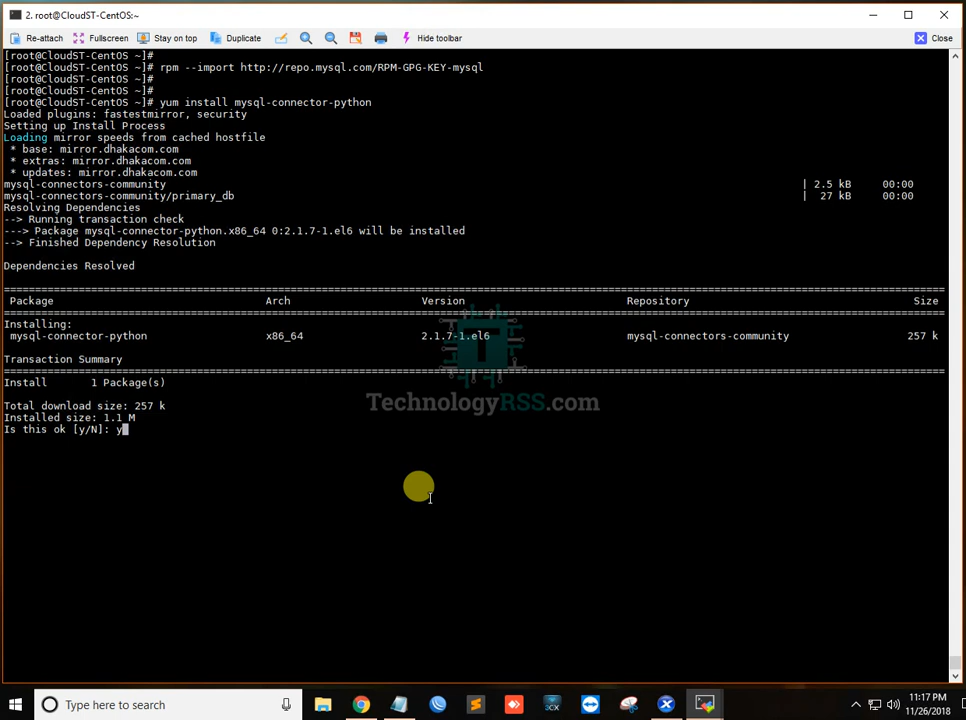 2. root@CloudST-CentOS:~
Re-attach Fullscreen Stay on top Duplicate Hide toolbar Close
[root@CloudST-CentOS ~]#
[root@CloudST-CentOS ~]# rpm --import http://repo.mysql.com/RPM-GPG-KEY-mysql
[root@CloudST-CentOS ~]#
[root@CloudST-CentOS ~]#
[root@CloudST-CentOS ~]# yum install mysql-connector-python
Loaded plugins: fastestmirror, security
Setting up Install Process
Loading mirror speeds from cached hostfile
* base: mirror.dhakacom.com
* extras: mirror.dhakacom.com
* updates: mirror.dhakacom.com
mysql-connectors-community | 2.5 kB 00:00
mysql-connectors-community/primary_db | 27 kB 00:00
Resolving Dependencies
--> Running transaction check
---> Package mysql-connector-python.x86_64 0:2.1.7-1.el6 will be installed
--> Finished Dependency Resolution
Dependencies Resolved
Package Arch Version Repository Size
Installing:
mysql-connector-python x86_64 2.1.7-1.el6 mysql-connectors-community 257 k
Transaction Summary
Install 1 Package(s)
Total download size: 257 k
Installed size: 1.1 M
Is this ok [y/N]: y
TechnologyRSS.com
Type here to search
3CX
11:17 PM
11/26/2018